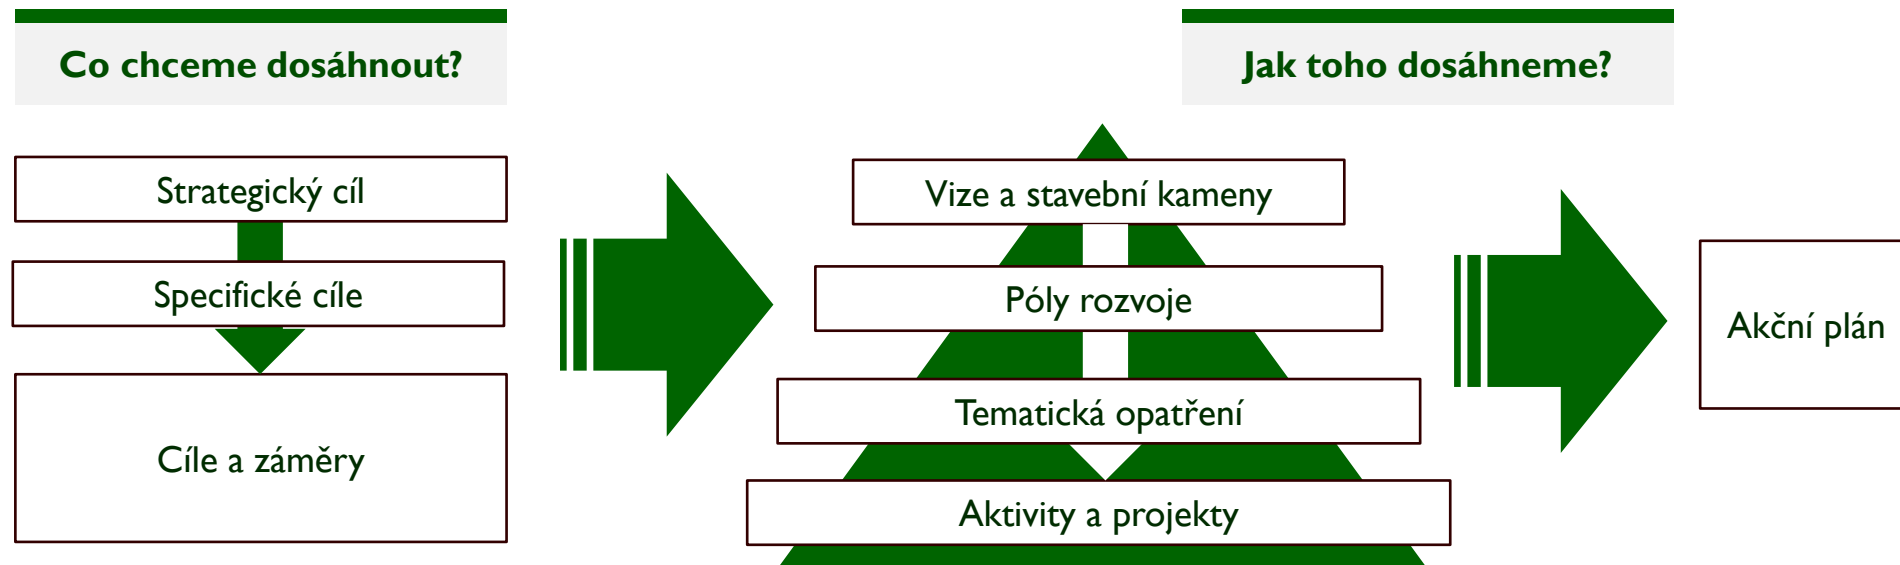 Co chceme dosáhnout?
Jak toho dosáhneme?
Strategický cíl
Specifické cíle
Cíle a záměry
Vize a stavební kameny
Póly rozvoje
Tematická opatření
Aktivity a projekty
Akční plán